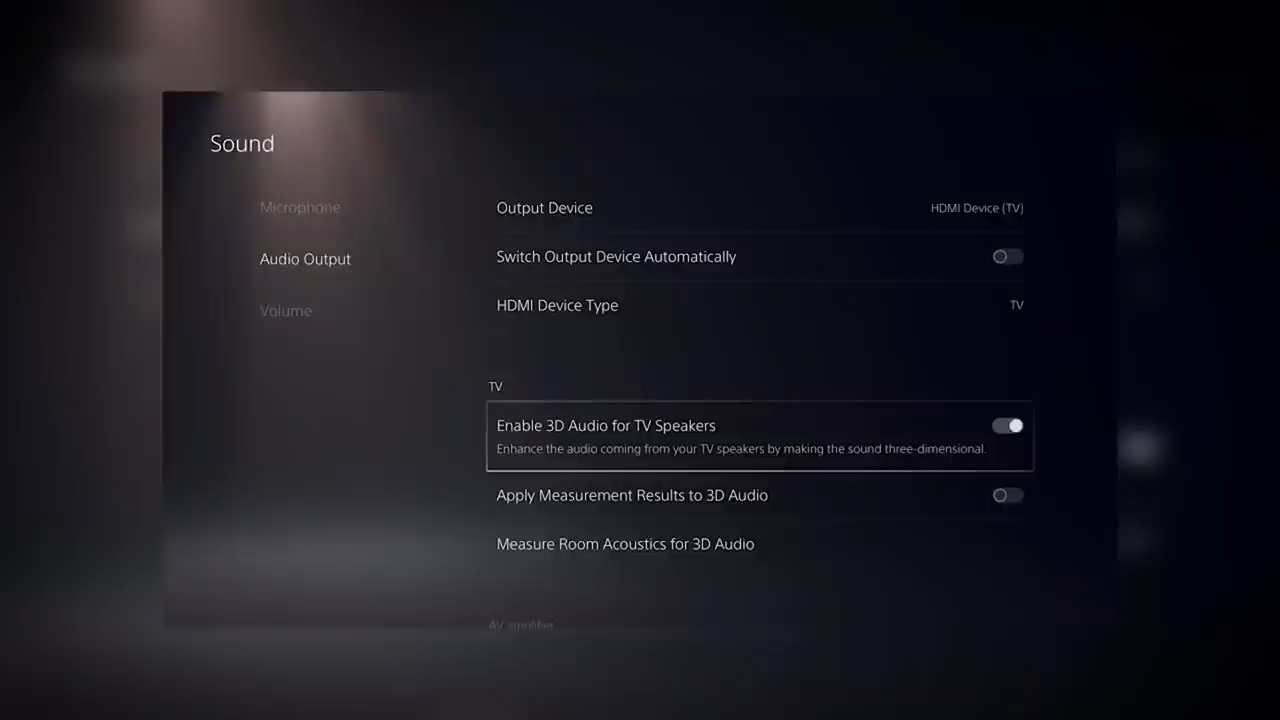 Sound
Microphone
Audio Output
Volume
Output Device
HDMI Device (TV)
Switch Output Device Automatically
HDMI Device Type
TV
TV
Enable 3D Audio for TV Speakers
Enhance the audio coming from your TV speakers by making the sound three-dimensional.
Apply Measurement Results to 3D Audio
Measure Room Acoustics for 3D Audio
AV amplifier